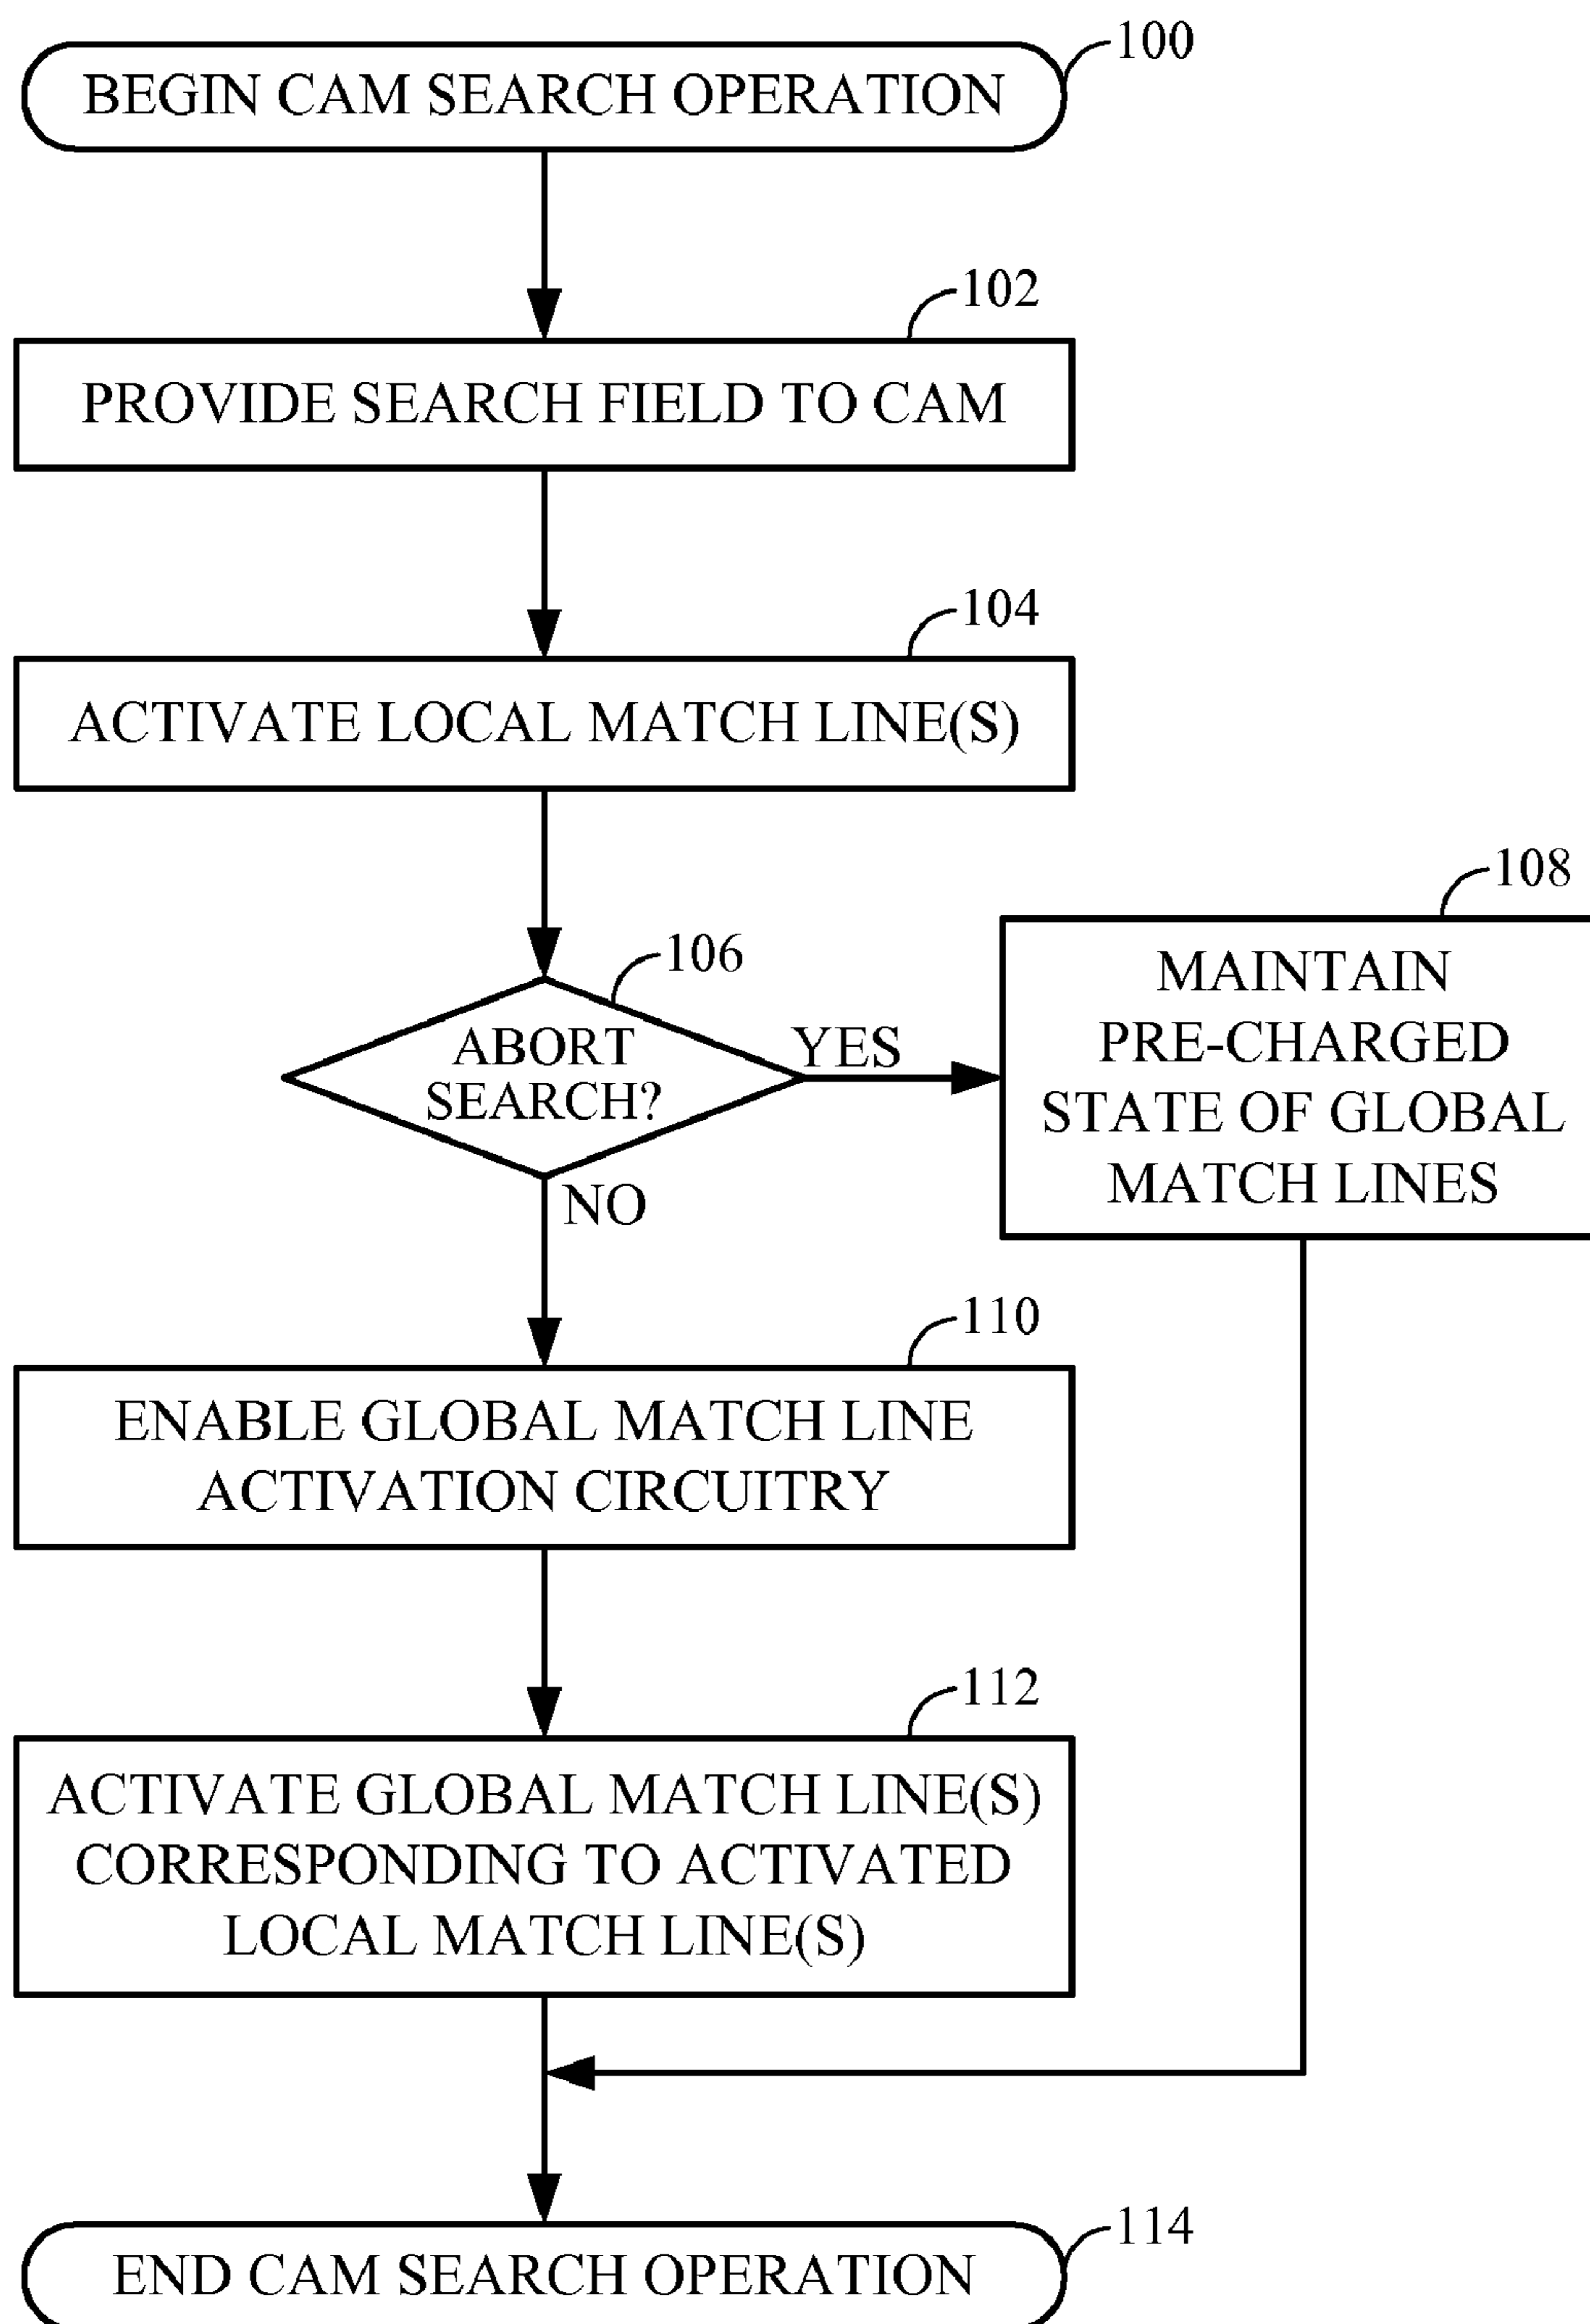 100
BEGIN CAM SEARCH OPERATION
102
PROVIDE SEARCH FIELD TO CAM
104
ACTIVATE LOCAL MATCH LINE(S)
106
ABORT
SEARCH?
YES
NO
108
MAINTAIN
PRE-CHARGED
STATE OF GLOBAL
MATCH LINES
110
ENABLE GLOBAL MATCH LINE
ACTIVATION CIRCUITRY
112
ACTIVATE GLOBAL MATCH LINE(S)
CORRESPONDING TO ACTIVATED
LOCAL MATCH LINE(S)
114
END CAM SEARCH OPERATION